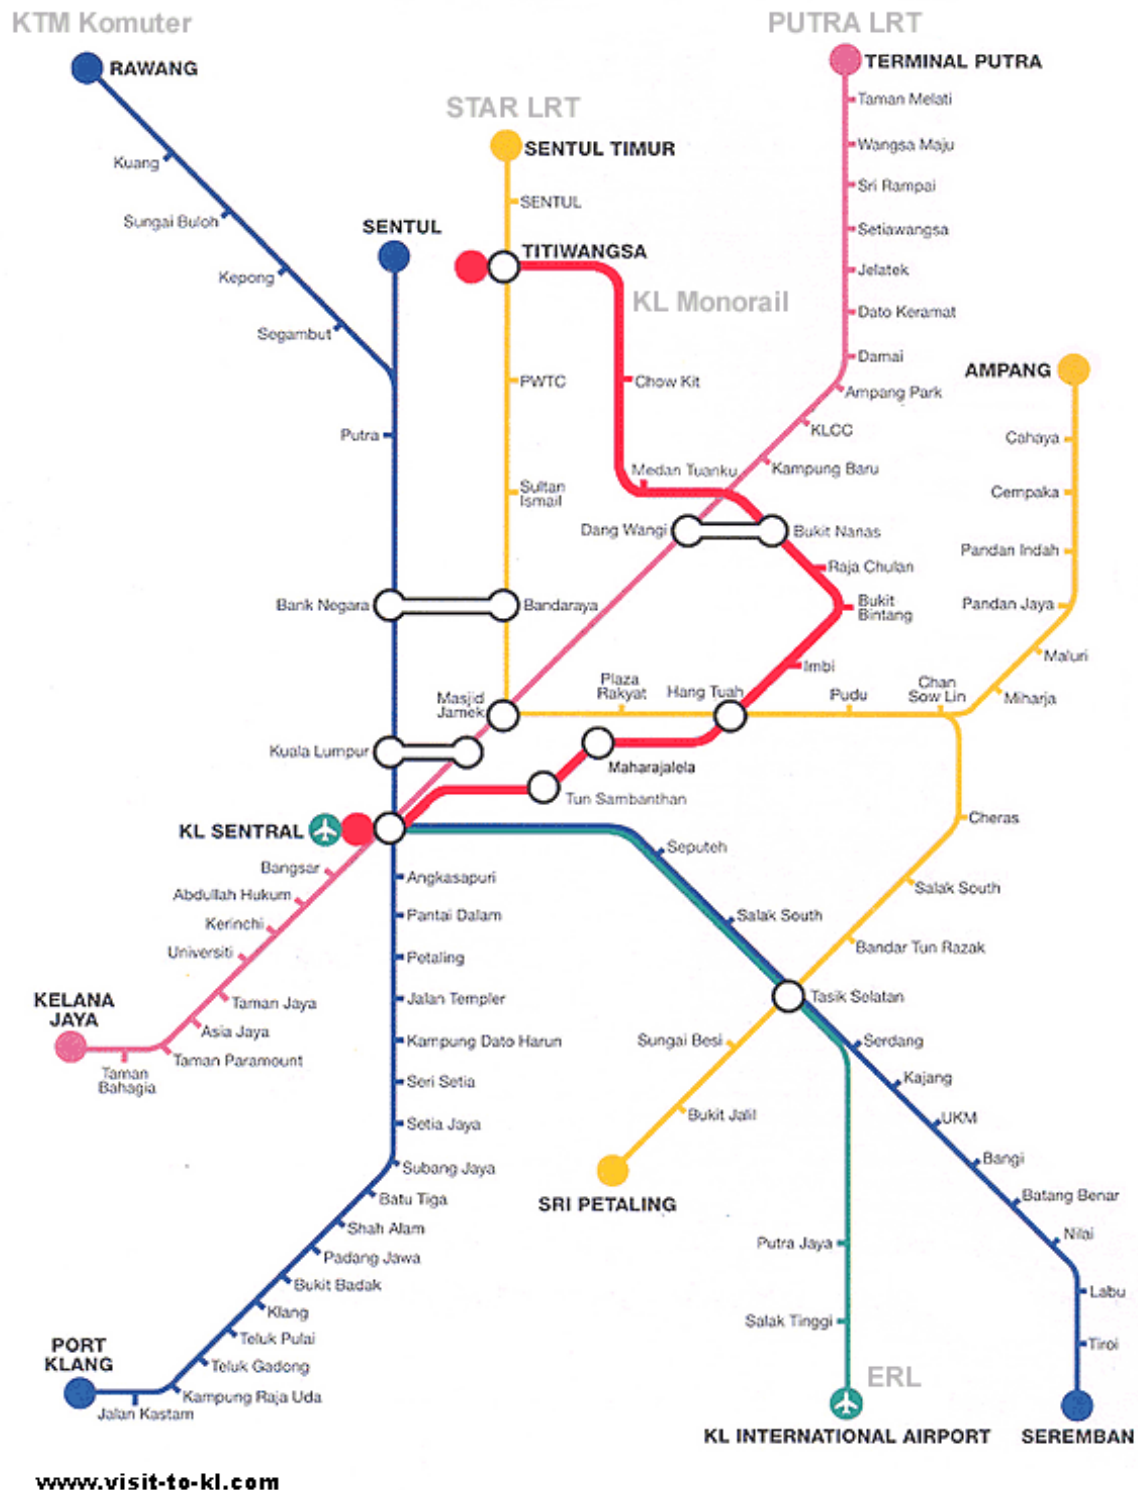 KTM Komuter
PUTRA LRT
RAWANG
TERMINAL PUTRA
Taman Melati
STAR LRT
SENTUL TIMUR
Wangsa Maju
Kuang
Sri Rampai
SENTUL
Sungai Buloh
SENTUL
Setiawangsa
TITIWANGSA
Jelatek
Kepong
KL Monorail
Dato Keramat
Segambut
Damai
AMPANG
PWTC
Chow Kit
Ampang Park
Putra
KLCC
Cahaya
Medan Tuanku
Kampung Baru
Sultan
Ismail
Cempaka
Dang Wangi
Bukit Nanas
Pandan Indah
Raja Chulan
Bank Negara
Bandaraya
Bukit
Bintang
Pandan Jaya
Imbi
Maluri
Plaza
Rakyat
Hang Tuah
Pudu
Chan
Sow Lin
Miharja
Masjid
Jamek
Kuala Lumpur
Maharajalela
Tun Sambanthan
KL SENTRAL
Cheras
Seputeh
Bangsar
Angkasapuri
Abdullah Hukum
Salak South
Pantai Dalam
Salak South
Kerinchi
Universiti
Petaling
Bandar Tun Razak
KELANA
JAYA
Taman Jaya
Jalan Templer
Tasik Selatan
Asia Jaya
Kampung Dato Harun
Sungai Besi
Serdang
Taman Paramount
Taman
Bahagia
Seri Setia
Kajang
Setia Jaya
Bukit Jalil
UKM
Subang Jaya
Bangi
Batu Tiga
SRI PETALING
Batang Benar
Shah Alam
Nilai
Padang Jawa
Putra Jaya
Bukit Badak
Labu
Klang
Salak Tinggi
Teluk Pulai
Tiroi
PORT
KLANG
Teluk Gadong
ERL
Kampung Raja Uda
Jalan Kastam
KL INTERNATIONAL AIRPORT
SEREMBAN
www.visit-to-kl.com